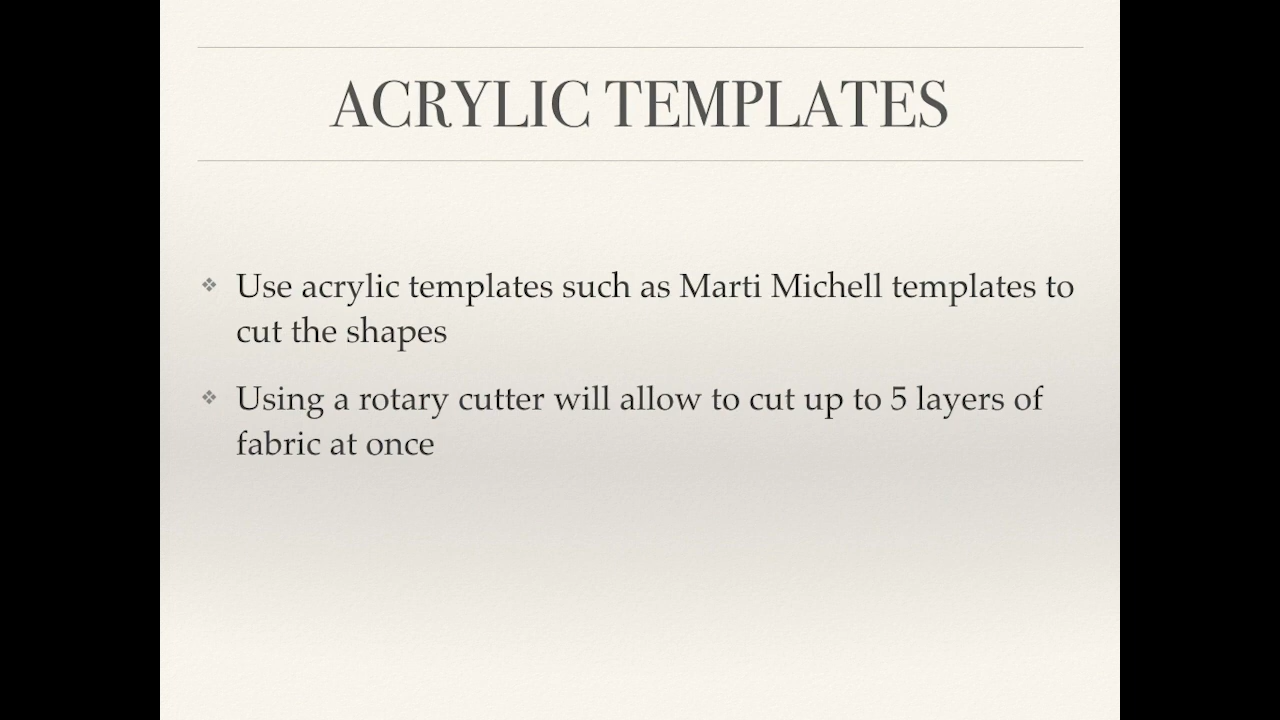 ACRYLIC TEMPLATES
❖ Use acrylic templates such as Marti Michell templates to
cut the shapes
❖ Using a rotary cutter will allow to cut up to 5 layers of
fabric at once